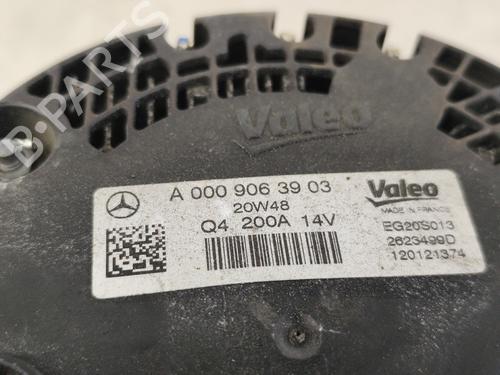 Valeo
A 000 906 39 03
20W48
Q4 200A 14V
Valeo
MADE IN FRANCE
EG20S013
2623499D
120121374
B-PARTS